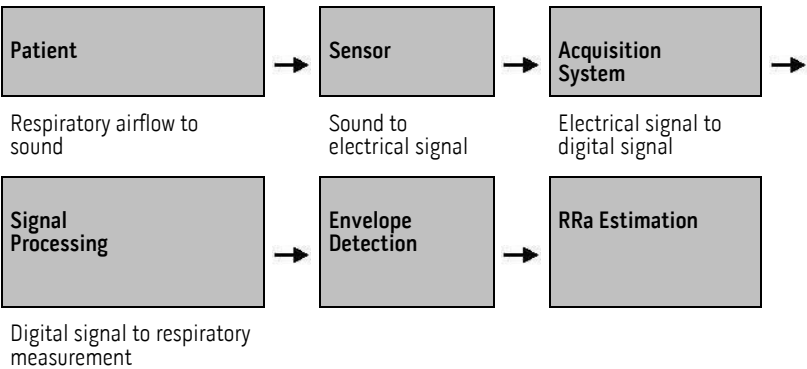 Patient
Sensor
Acquisition
System
Respiratory airflow to
sound
Sound to
electrical signal
Electrical signal to
digital signal
Signal
Processing
Envelope
Detection
RRa Estimation
Digital signal to respiratory
measurement